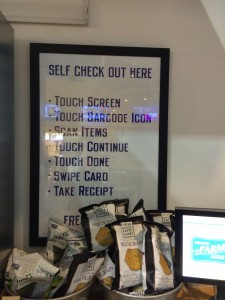 SELF CHECK OUT HERE
- TOUCH SCREEN
- TOUCH BARCODE ICON
- SCAN ITEMS
- TOUCH CONTINUE
- TOUCH DONE
- SWIPE CARD
- TAKE RECEIPT
FARM